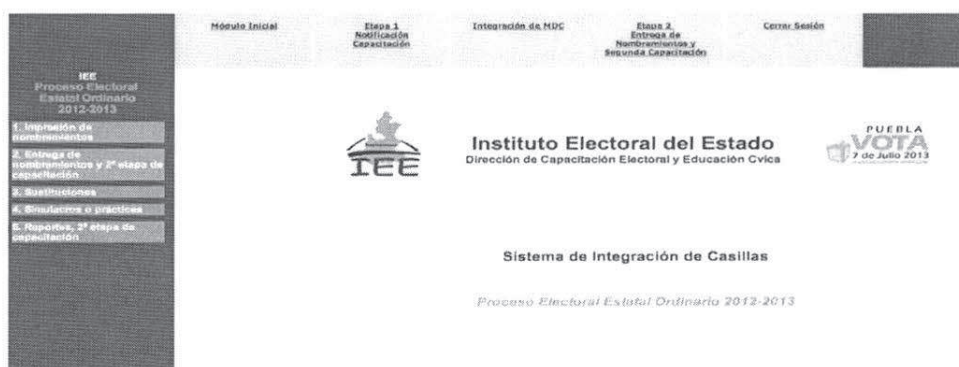 Módulo Inicial
Etapa 1
Notificación
Capacitación
Integración de MDC
Etapa 2
Entrega de
Nombramientos y
Segunda Capacitación
Cerrar Sesión
IEE
Proceso Electoral
Estatal Ordinario
2012-2013
1. Impresión de
nombramientos
2. Entrega de
nombramientos y 2ª etapa de
capacitación
3. Sustituciones
4. Simulacros o prácticas
5. Reportes, 2ª etapa de
capacitación
IEE
Instituto Electoral del Estado
Dirección de Capacitación Electoral y Educación Cvica
PUEBLA
VOTA
7 de Julio 2013
Sistema de Integración de Casillas
Proceso Electoral Estatal Ordinario 2012-2013